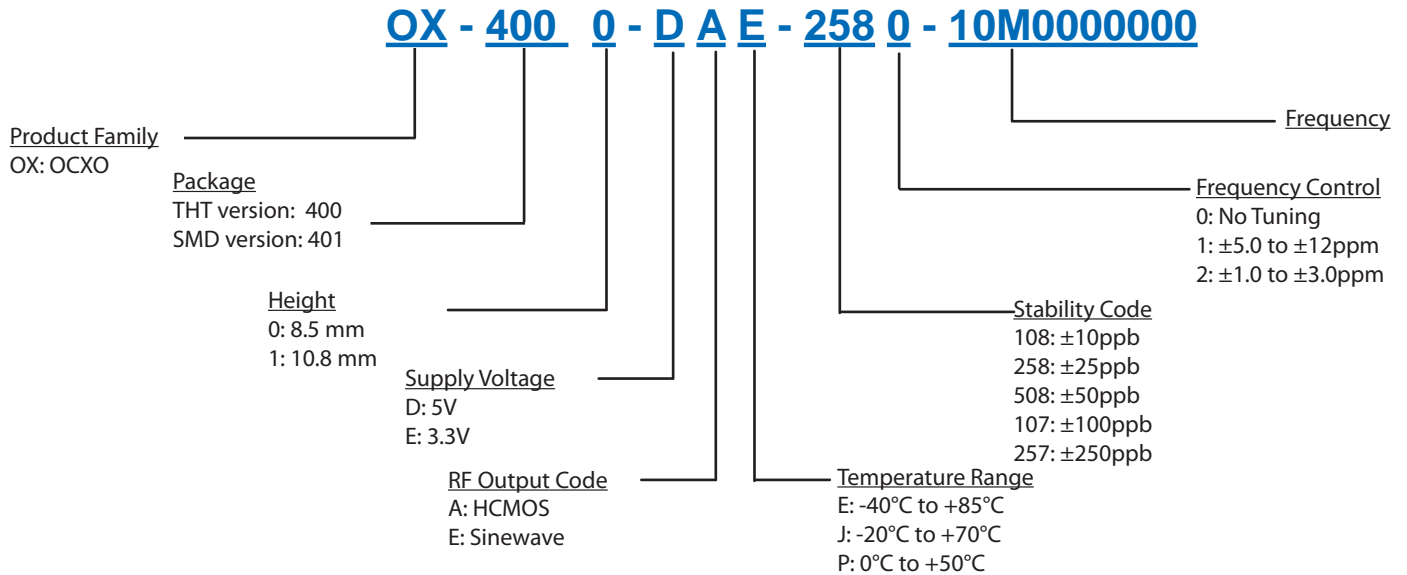 OX - 400 0 - D A E - 258 0 - 10M0000000
Product Family
OX: OCXO
Package
THT version: 400
SMD version: 401
Height
0: 8.5 mm
1: 10.8 mm
Supply Voltage
D: 5V
E: 3.3V
RF Output Code
A: HCMOS
E: Sinewave
Temperature Range
E: -40°C to +85°C
J: -20°C to +70°C
P: 0°C to +50°C
Stability Code
108: ±10ppb
258: ±25ppb
508: ±50ppb
107: ±100ppb
257: ±250ppb
Frequency Control
0: No Tuning
1: ±5.0 to ±12ppm
2: ±1.0 to ±3.0ppm
Frequency